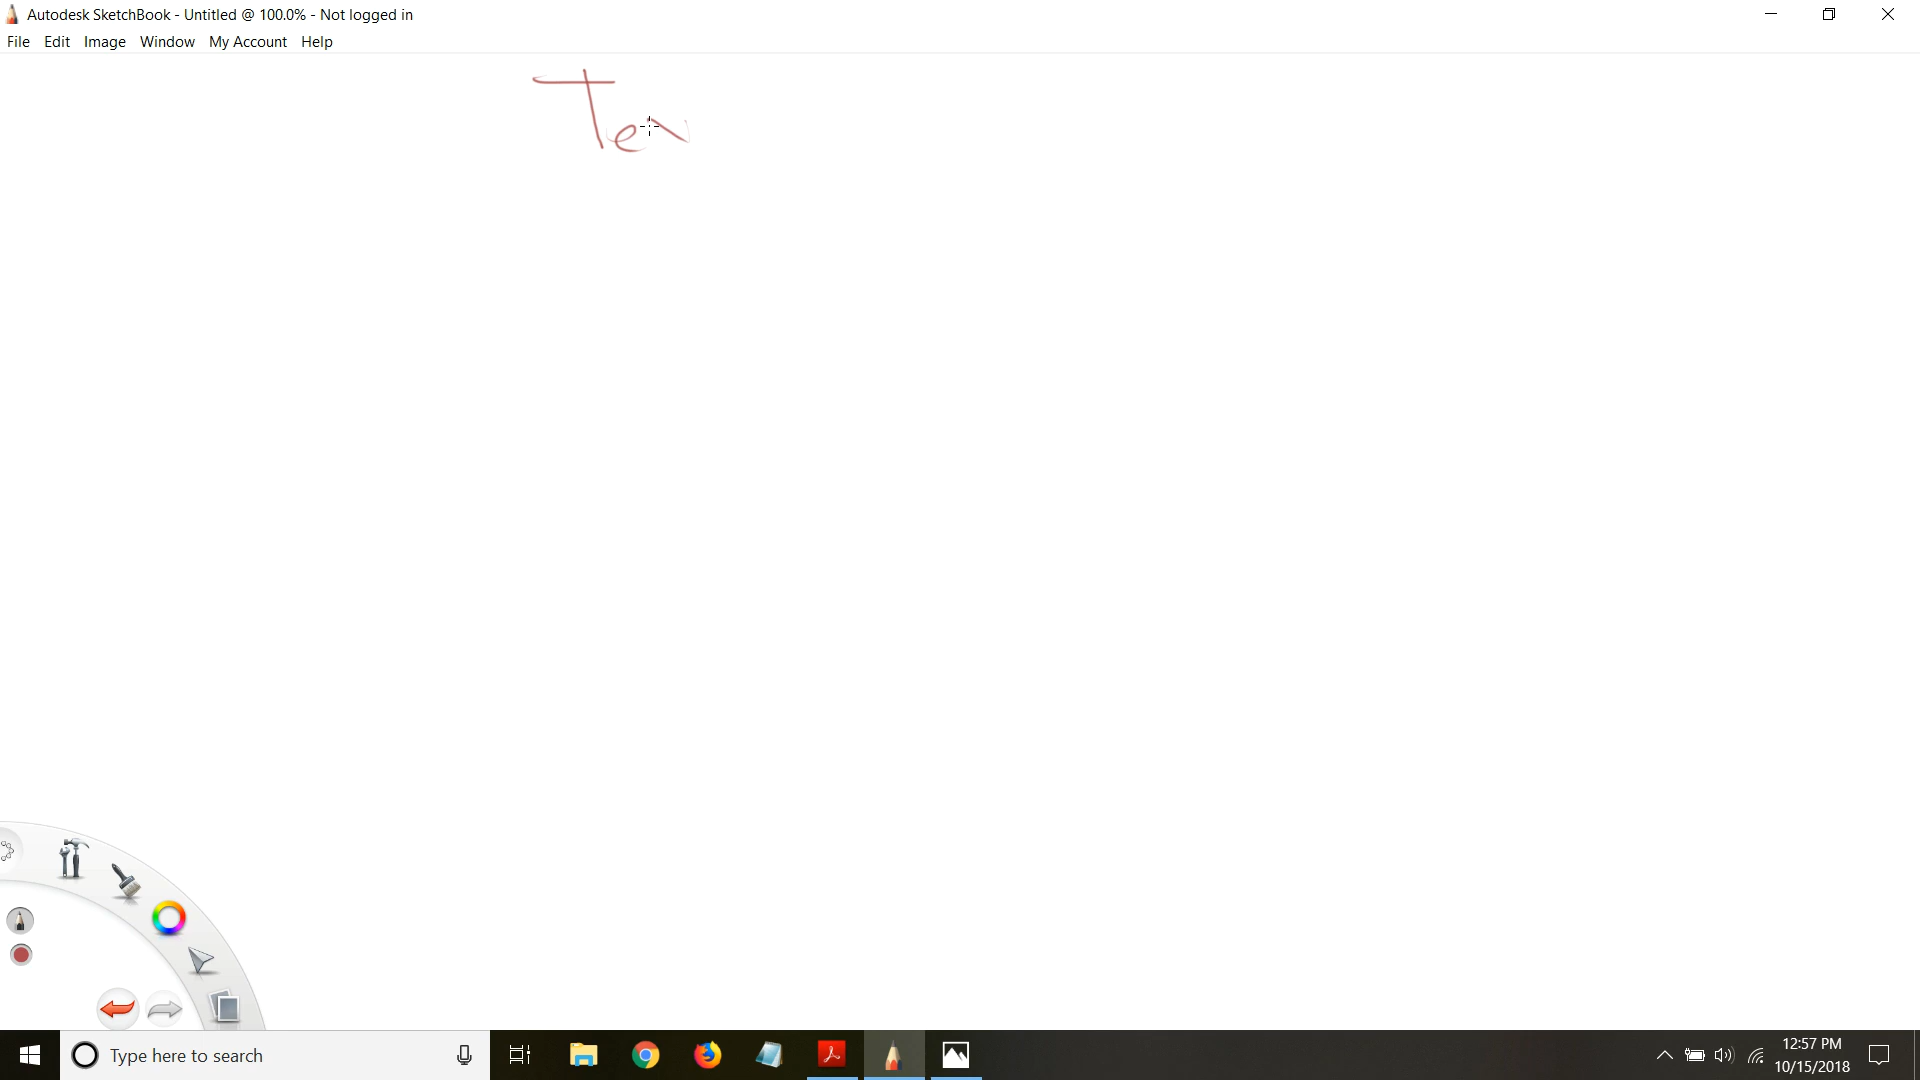 Autodesk SketchBook - Untitled @ 100.0% - Not logged in
File Edit Image Window My Account Help
Type here to search
12:57 PM
10/15/2018